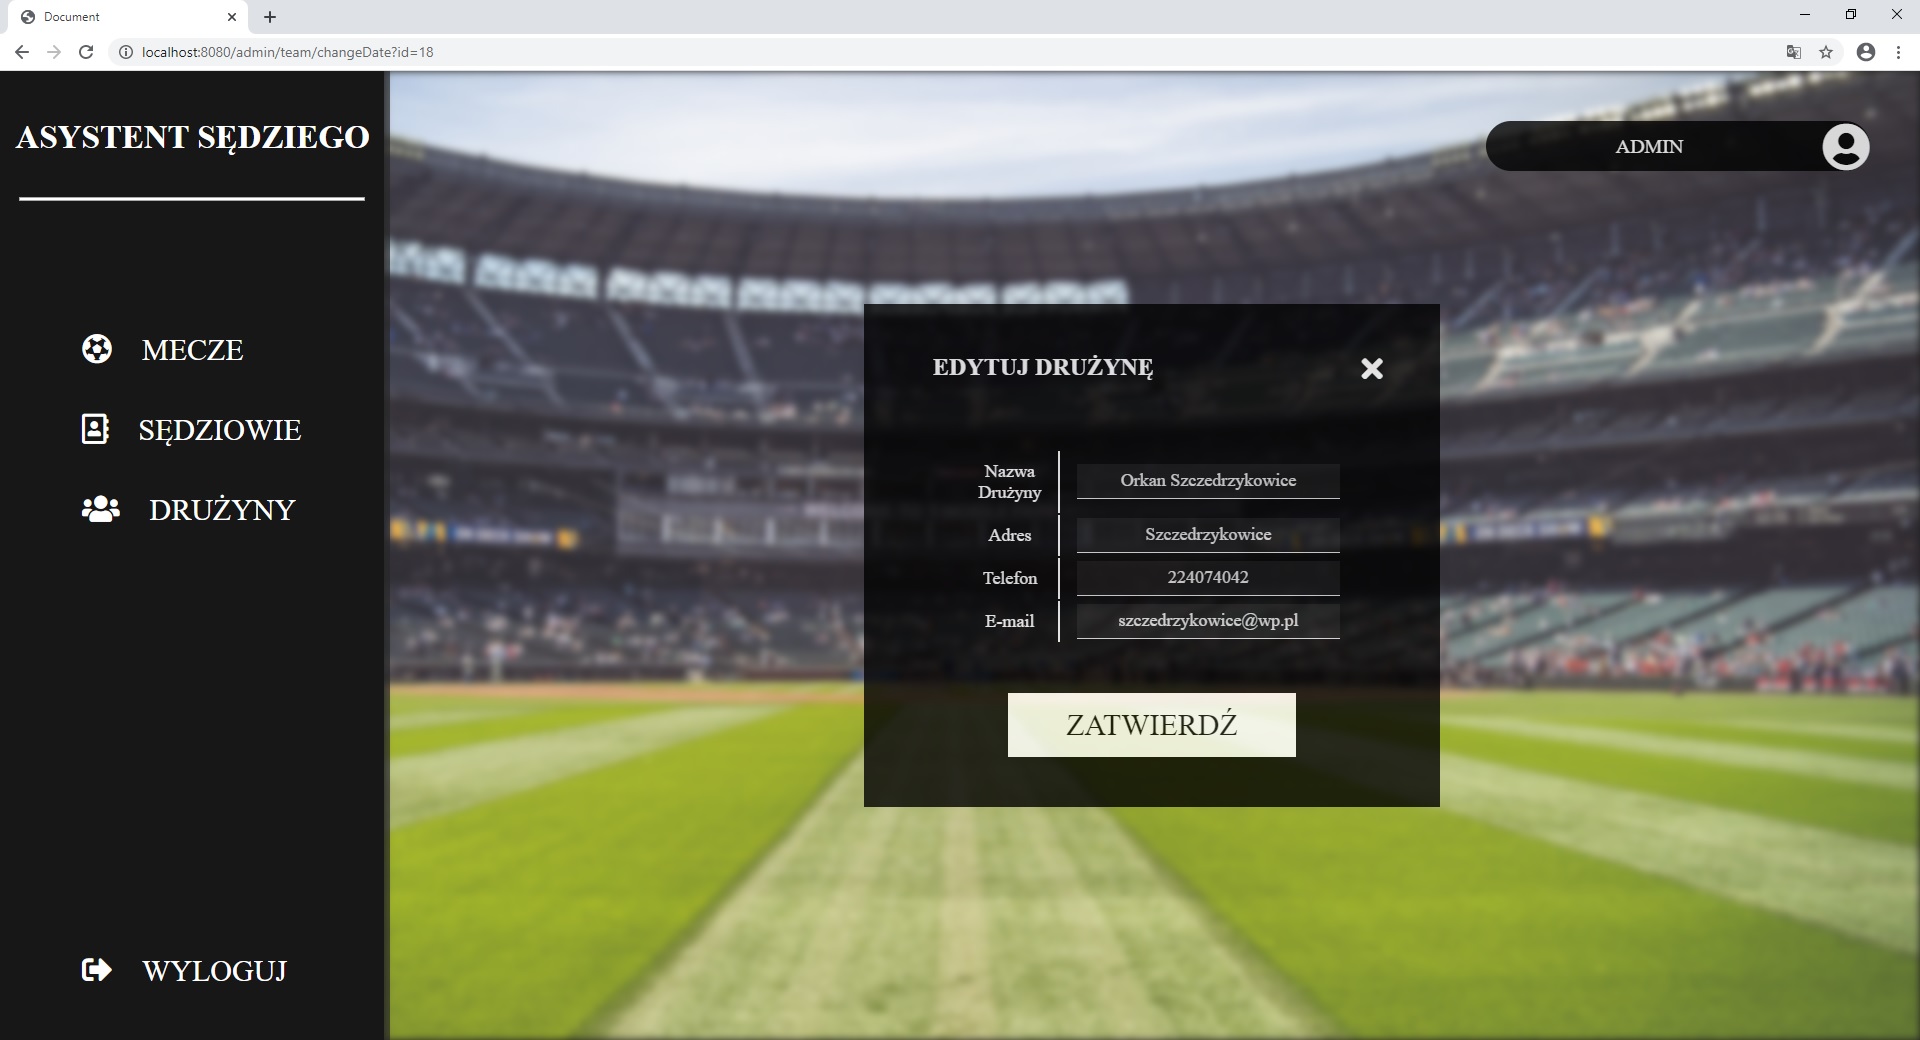 Document
localhost:8080/admin/team/changeDate?id=18
ASYSTENT SĘDZIEGO
ADMIN
MECZE
SĘDZIOWIE
DRUŻYNY
WYLOGUJ
EDYTUJ DRUŻYNĘ
Nazwa
Drużyny
Orkan Szczedrzykowice
Adres
Szczedrzykowice
Telefon
224074042
E-mail
szczedrzykowice@wp.pl
ZATWIERDŹ